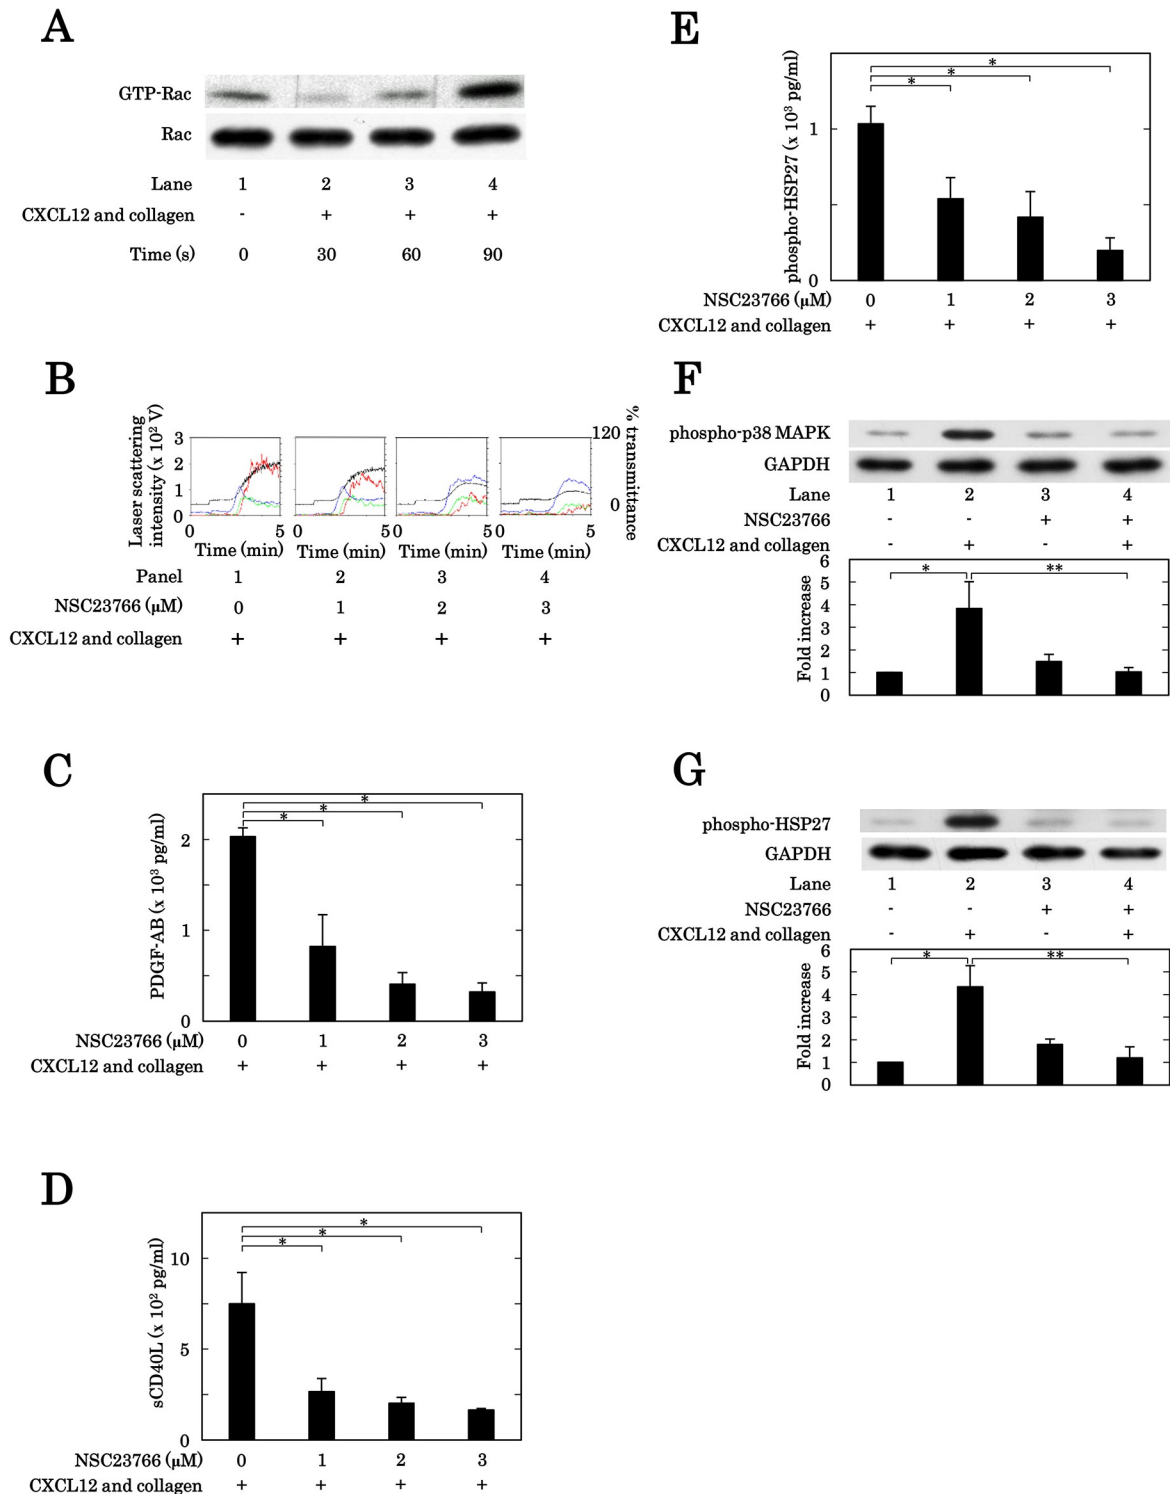 A
GTP-Rac
Rac
Lane 1 2 3 4
CXCL12 and collagen - + + +
Time (s) 0 30 60 90
B
Laser scattering
intensity (x 10² V)
3
2
1
0
120
0
% transmittance
0 5 0 5 0 5 0 5
Time (min) Time (min) Time (min) Time (min)
Panel 1 2 3 4
NSC23766 (µM) 0 1 2 3
CXCL12 and collagen + + + +
C
PDGF-AB (x 10³ pg/ml)
* 
*
*
2
1
0
NSC23766 (µM) 0 1 2 3
CXCL12 and collagen + + + +
D
sCD40L (x 10² pg/ml)
*
*
*
10
5
0
NSC23766 (µM) 0 1 2 3
CXCL12 and collagen + + + +
E
phospho-HSP27 (x 10³ pg/ml)
*
*
*
1
0
NSC23766 (µM) 0 1 2 3
CXCL12 and collagen + + + +
F
phospho-p38 MAPK
GAPDH
Lane 1 2 3 4
NSC23766 - - + +
CXCL12 and collagen - + - +
Fold increase
* **
6
5
4
3
2
1
0
G
phospho-HSP27
GAPDH
Lane 1 2 3 4
NSC23766 - - + +
CXCL12 and collagen - + - +
Fold increase
* **
6
5
4
3
2
1
0